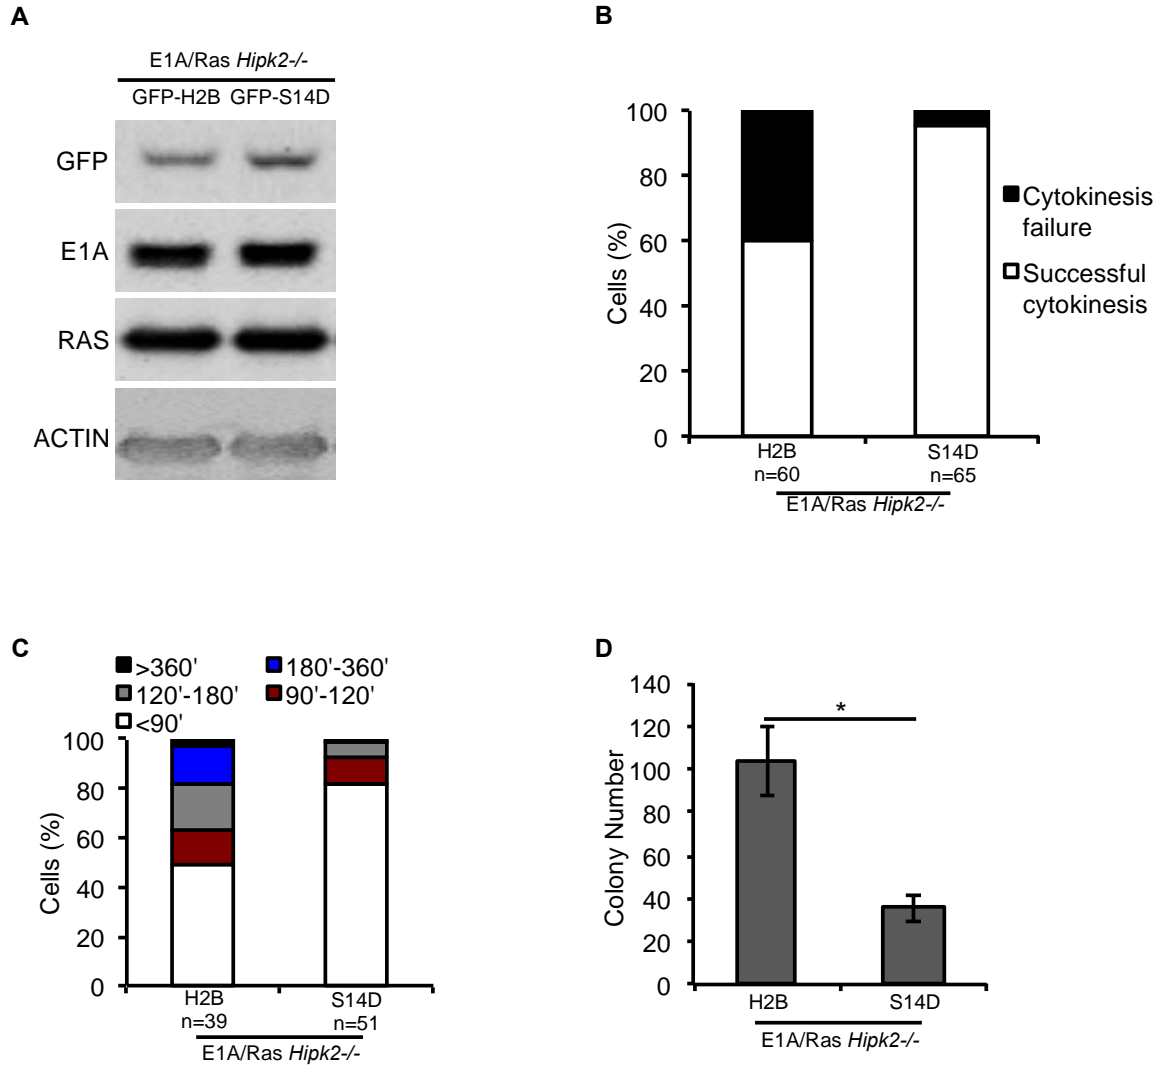 A
E1A/Ras Hipk2-/-
GFP-H2B GFP-S14D
GFP
E1A
RAS
ACTIN
B
100
80
60
40
20
0
Cells (%)
H2B
n=60
S14D
n=65
E1A/Ras Hipk2-/-
Cytokinesis
failure
Successful
cytokinesis
C
>360'
180'-360'
120'-180'
90'-120'
<90'
100
80
60
40
20
0
Cells (%)
H2B
n=39
S14D
n=51
E1A/Ras Hipk2-/-
D
140
120
100
80
60
40
20
0
Colony Number
*
H2B
S14D
E1A/Ras Hipk2-/-